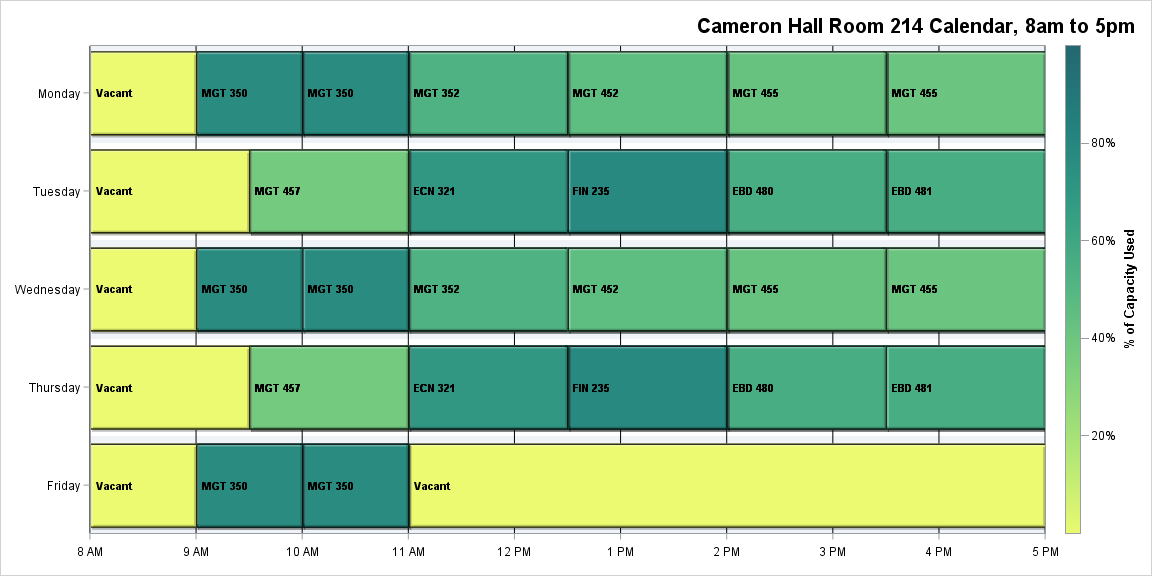 Cameron Hall Room 214 Calendar, 8am to 5pm
Monday
Vacant MGT 350 MGT 350 MGT 352 MGT 452 MGT 455 MGT 455
Tuesday
Vacant MGT 457 ECN 321 FIN 235 EBD 480 EBD 481
Wednesday
Vacant MGT 350 MGT 350 MGT 352 MGT 452 MGT 455 MGT 455
Thursday
Vacant MGT 457 ECN 321 FIN 235 EBD 480 EBD 481
Friday
Vacant MGT 350 MGT 350 Vacant
8 AM 9 AM 10 AM 11 AM 12 PM 1 PM 2 PM 3 PM 4 PM 5 PM
80%
60%
40%
20%
% of Capacity Used